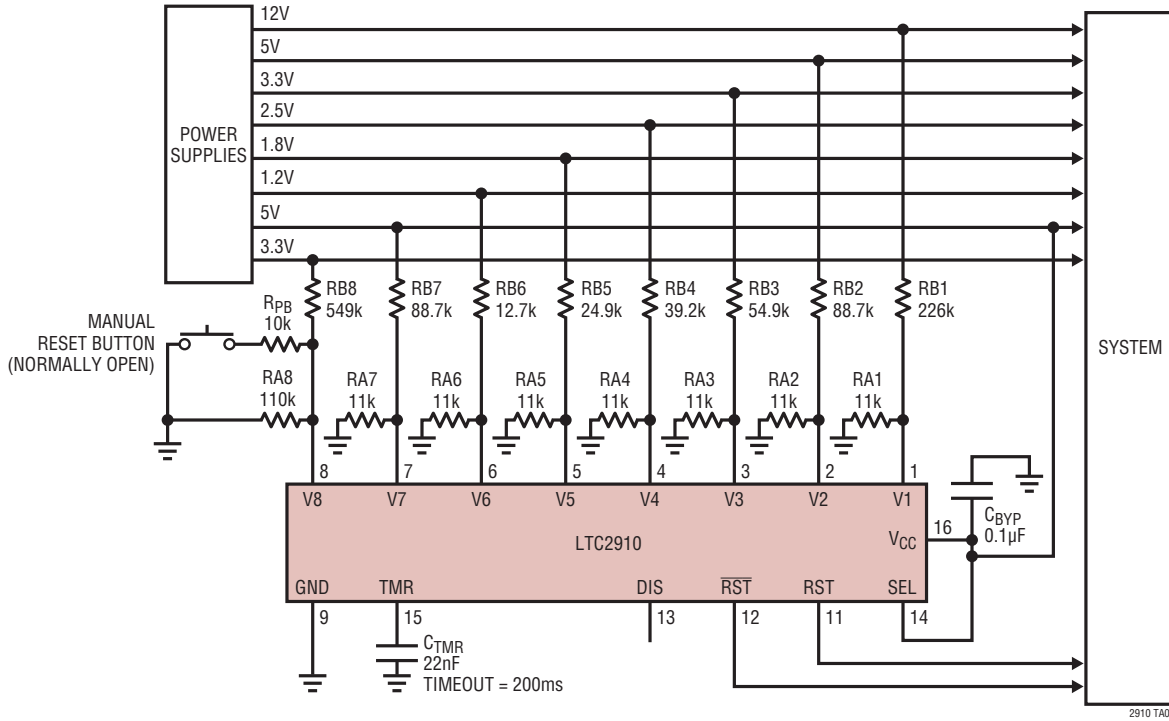 12V
5V
3.3V
2.5V
1.8V
1.2V
5V
3.3V
POWER
SUPPLIES
SYSTEM
MANUAL
RESET BUTTON
(NORMALLY OPEN)
RPB
10k
RB8
549k
RB7
88.7k
RB6
12.7k
RB5
24.9k
RB4
39.2k
RB3
54.9k
RB2
88.7k
RB1
226k
RA8
110k
RA7
11k
RA6
11k
RA5
11k
RA4
11k
RA3
11k
RA2
11k
RA1
11k
8 7 6 5 4 3 2 1
V8 V7 V6 V5 V4 V3 V2 V1
LTC2910
VCC
16
CBYP
0.1µF
GND TMR DIS RST RST SEL
9 15 13 12 11 14
CTMR
22nF
TIMEOUT = 200ms